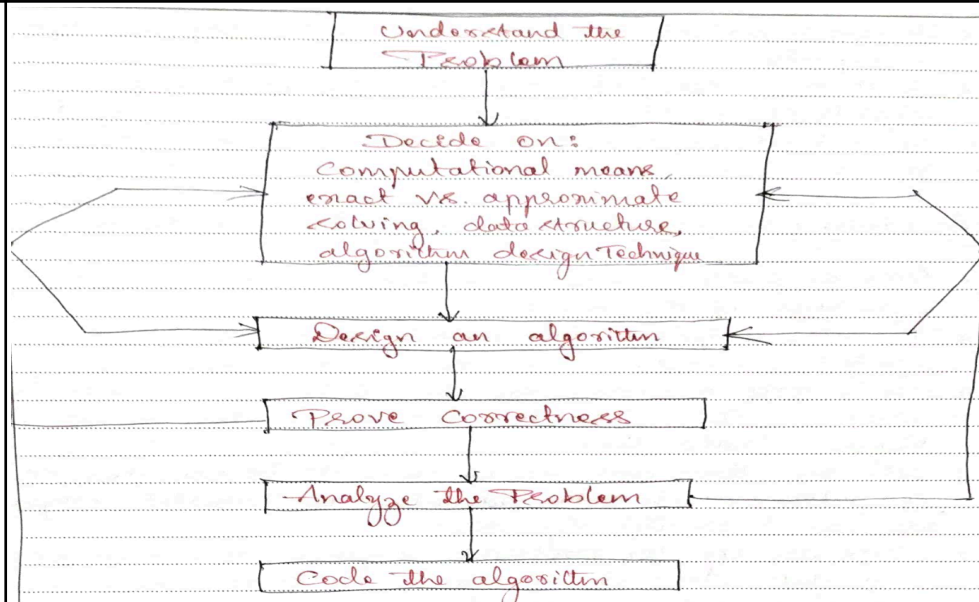 Understand the
Problem
Decide on:
Computational means,
exact vs. approximate
solving, data structure,
algorithm design Technique
Design an algorithm
Prove Correctness
Analyze the Problem
Code the algorithm